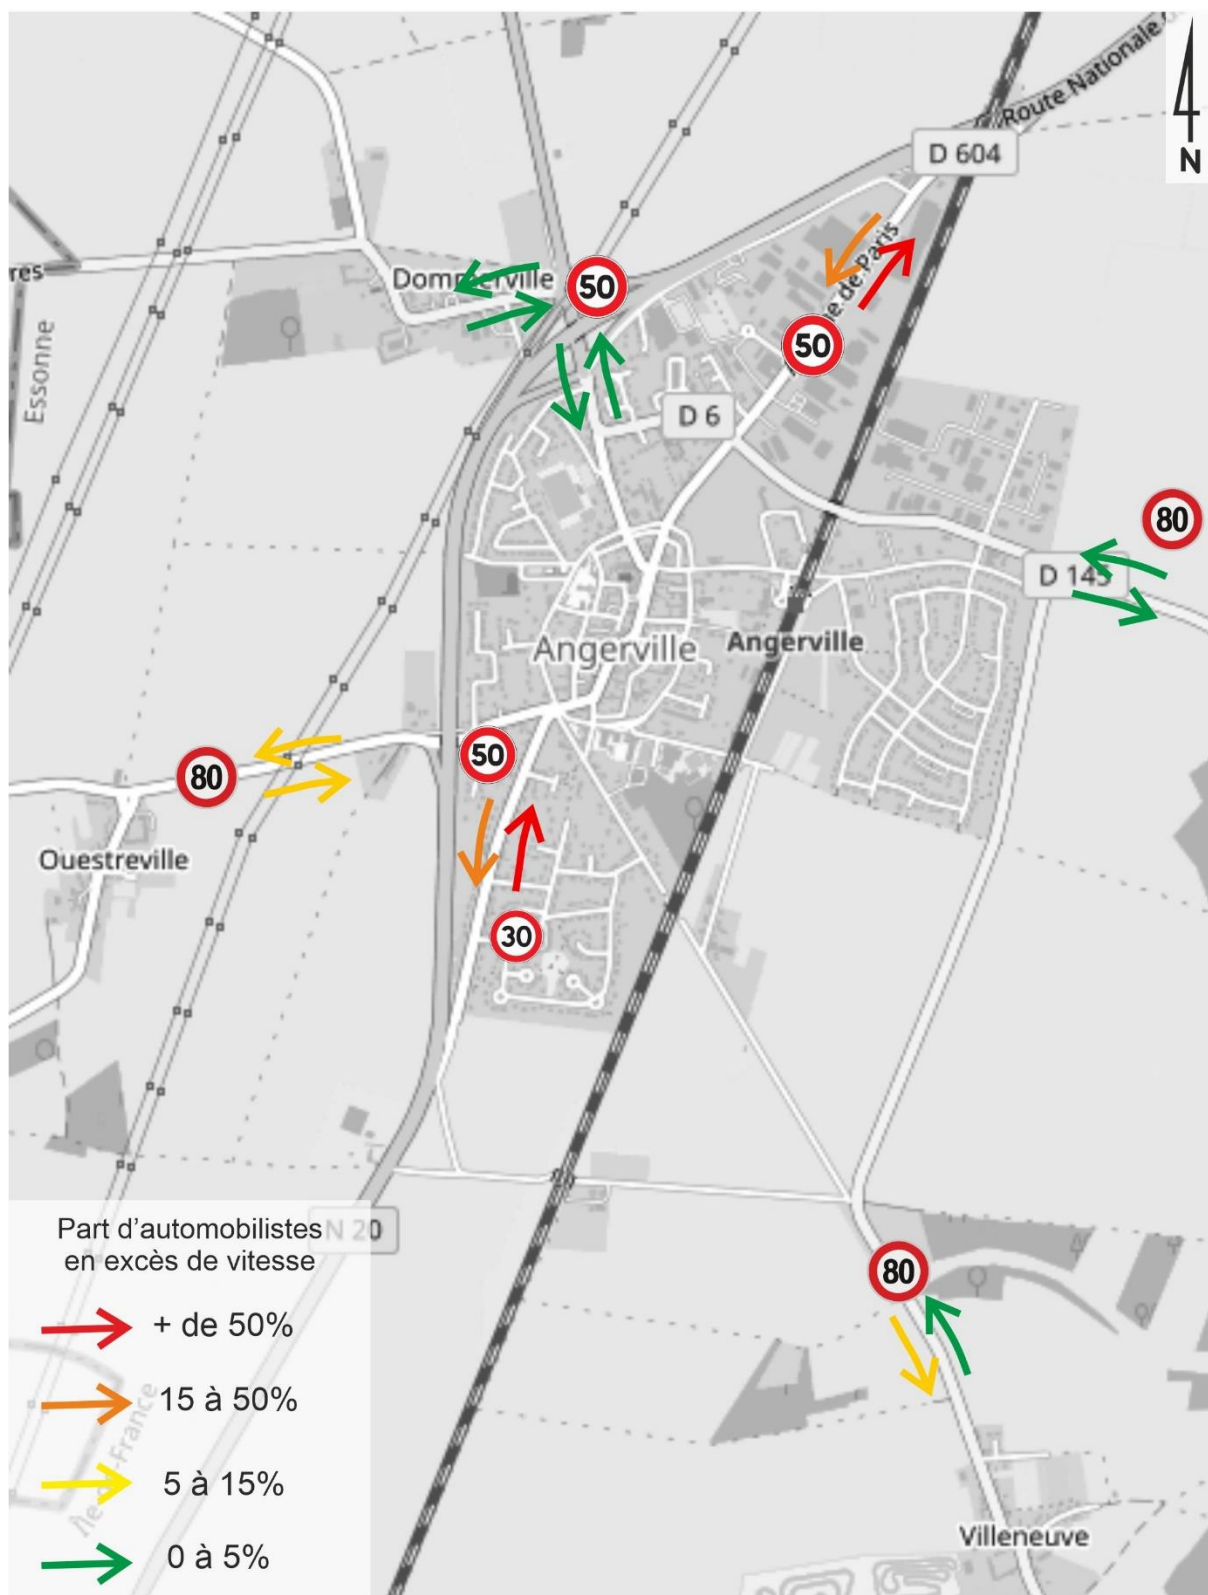 Route Nationale
N
D 604
Rue de Paris
res
Dommerville
50
50
Essonne
D 6
80
D 145
Angerville
Angerville
50
80
Ouestreville
30
Part d'automobilistes
en excès de vitesse
N 20
80
+ de 50%
15 à 50%
5 à 15%
Île-de-France
Villeneuve
0 à 5%